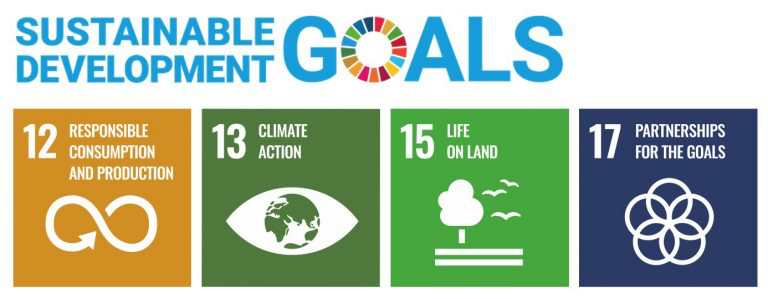 SUSTAINABLE
DEVELOPMENT
GOALS
12 RESPONSIBLE
CONSUMPTION
AND PRODUCTION
13 CLIMATE
ACTION
15 LIFE
ON LAND
17 PARTNERSHIPS
FOR THE GOALS